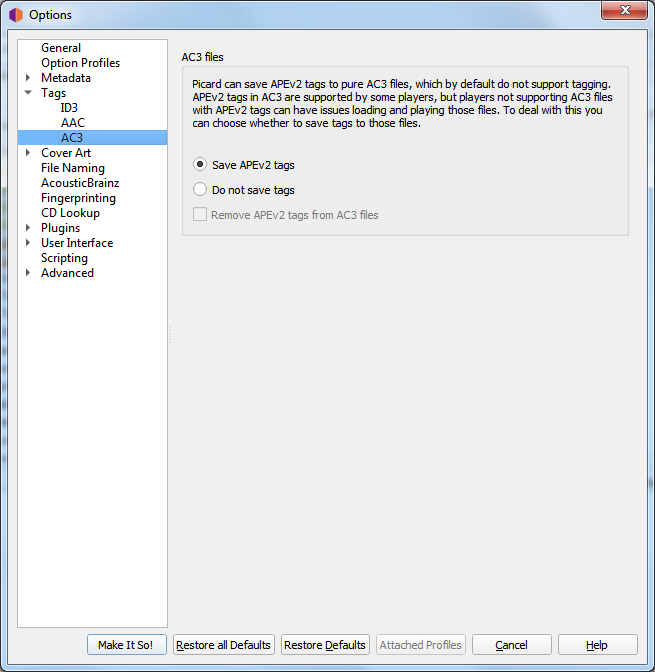 Options
General
Option Profiles
Metadata
Tags
ID3
AAC
AC3
Cover Art
File Naming
AcousticBrainz
Fingerprinting
CD Lookup
Plugins
User Interface
Scripting
Advanced
AC3 files
Picard can save APEv2 tags to pure AC3 files, which by default do not support tagging.
APEv2 tags in AC3 are supported by some players, but players not supporting AC3 files
with APEv2 tags can have issues loading and playing those files. To deal with this you
can choose whether to save tags to those files.
Save APEv2 tags
Do not save tags
Remove APEv2 tags from AC3 files
Make It So!
Restore all Defaults
Restore Defaults
Attached Profiles
Cancel
Help